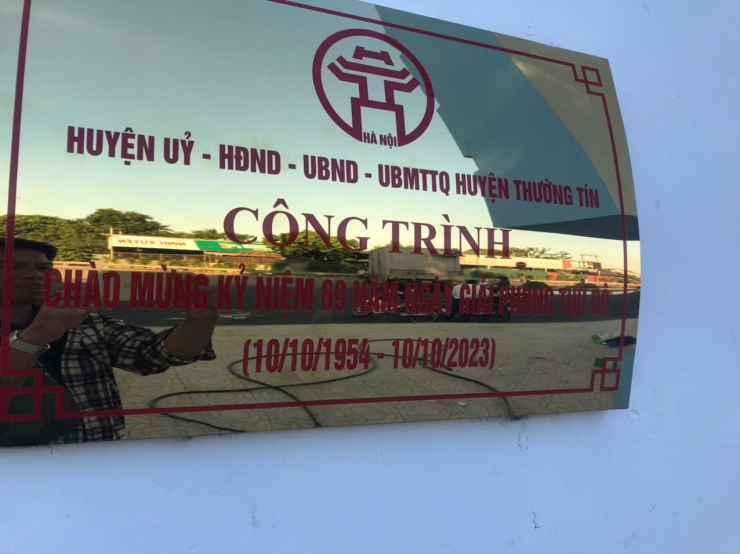 HÀ NỘI
HUYỆN UỶ - HĐND - UBND - UBMTTQ HUYỆN THƯỜNG TÍN
CÔNG TRÌNH
CHÀO MỪNG KỶ NIỆM 69 NĂM NGÀY GIẢI PHÓNG THỦ ĐÔ
(10/10/1954 - 10/10/2023)